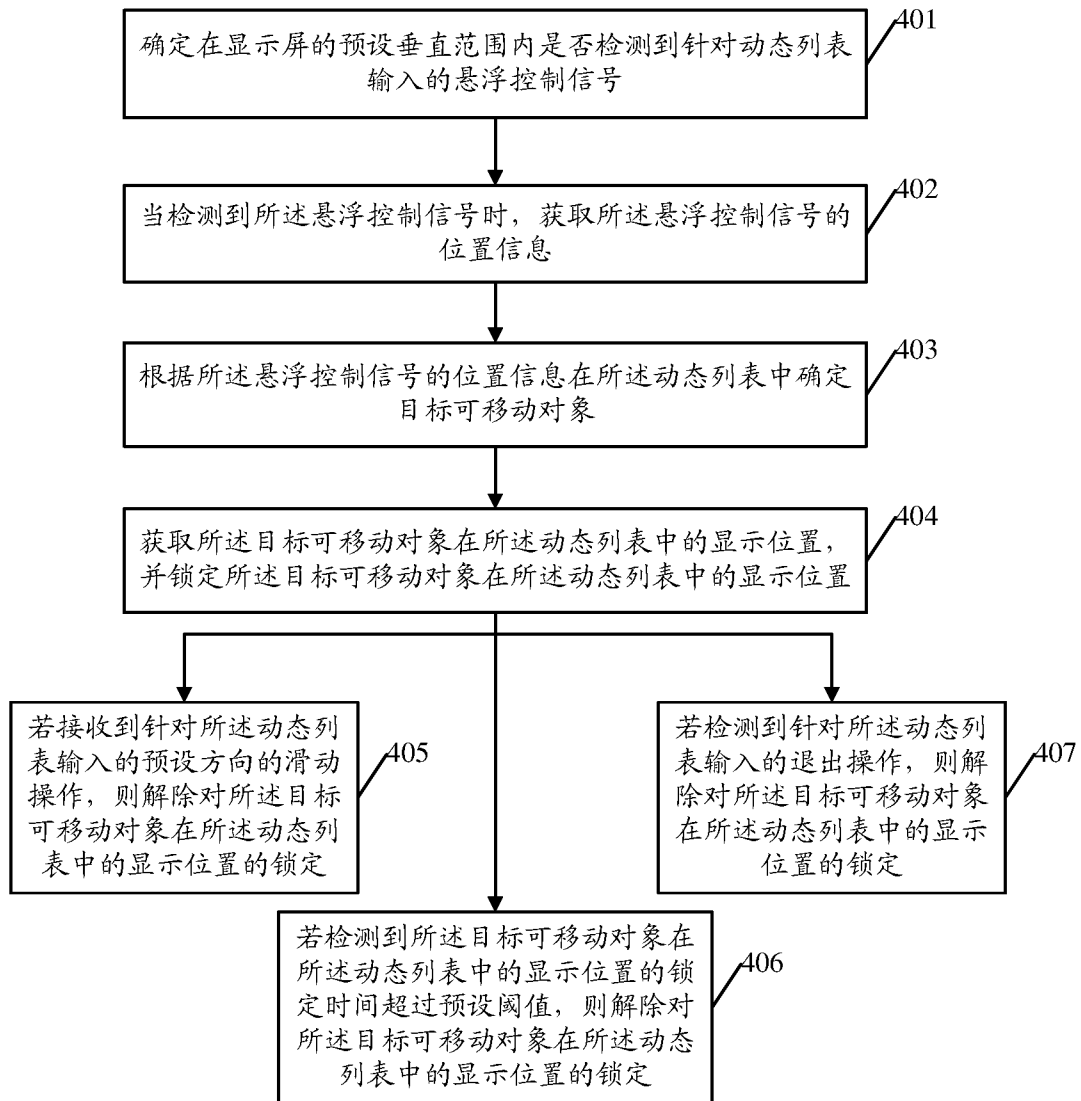 401
确定在显示屏的预设垂直范围内是否检测到针对动态列表
输入的悬浮控制信号
402
当检测到所述悬浮控制信号时，获取所述悬浮控制信号的
位置信息
403
根据所述悬浮控制信号的位置信息在所述动态列表中确定
目标可移动对象
404
获取所述目标可移动对象在所述动态列表中的显示位置，
并锁定所述目标可移动对象在所述动态列表中的显示位置
若接收到针对所述动态列
表输入的预设方向的滑动
操作，则解除对所述目标
可移动对象在所述动态列
表中的显示位置的锁定
405
若检测到针对所述动态列
表输入的退出操作，则解
除对所述目标可移动对象
在所述动态列表中的显示
位置的锁定
407
若检测到所述目标可移动对象在
所述动态列表中的显示位置的锁
定时间超过预设阈值，则解除对
所述目标可移动对象在所述动态
列表中的显示位置的锁定
406